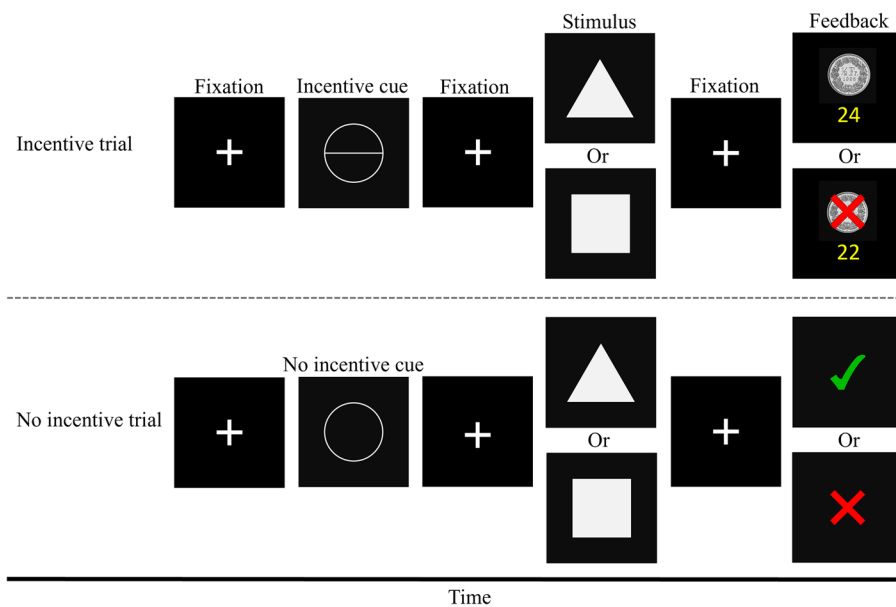 Stimulus
Feedback
Fixation
Incentive cue
Fixation
Fixation
24
Incentive trial
Or
Or
22
No incentive cue
No incentive trial
Or
Or
Time